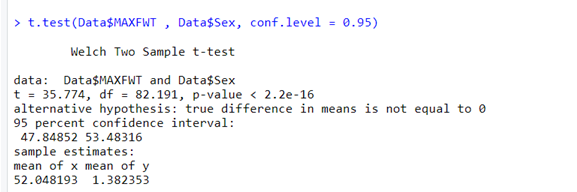 > t.test(Data$MAXFWT , Data$Sex, conf.level = 0.95)
Welch Two Sample t-test
data:  Data$MAXFWT and Data$Sex
t = 35.774, df = 82.191, p-value < 2.2e-16
alternative hypothesis: true difference in means is not equal to 0
95 percent confidence interval:
 47.84852 53.48316
sample estimates:
mean of x mean of y
52.048193  1.382353